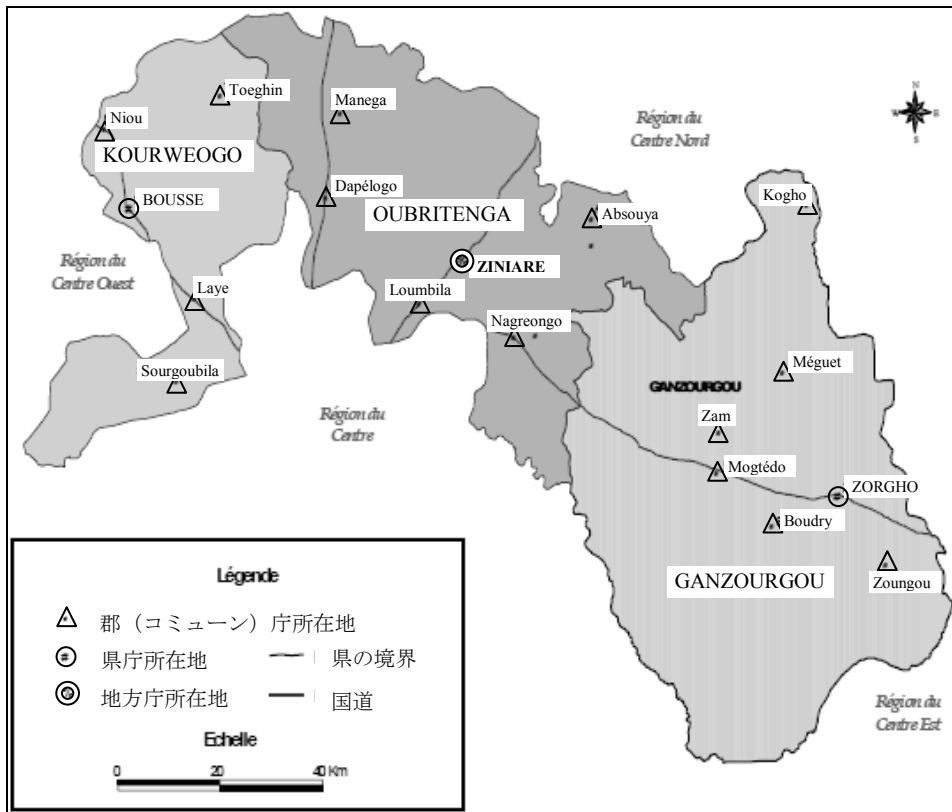 Toeghin
Manega
Niou
Région du
Centre Nord
N
W
E
S
KOURWEOGO
BOUSSE
Dapélogo
OUBRITENGA
Absouya
Kogho
Région du
Centre Ouest
ZINIARE
Laye
Loumbila
Nagreongo
Sourgoubila
Méguet
GANZOURGOU
Région du
Centre
Zam
Mogtédo
ZORGHO
Boudry
GANZOURGOU
Zoungou
Région du
Centre Est
Légende
郡（コミューン）庁所在地
県庁所在地
県の境界
地方庁所在地
国道
Echelle
0 20 40 Km